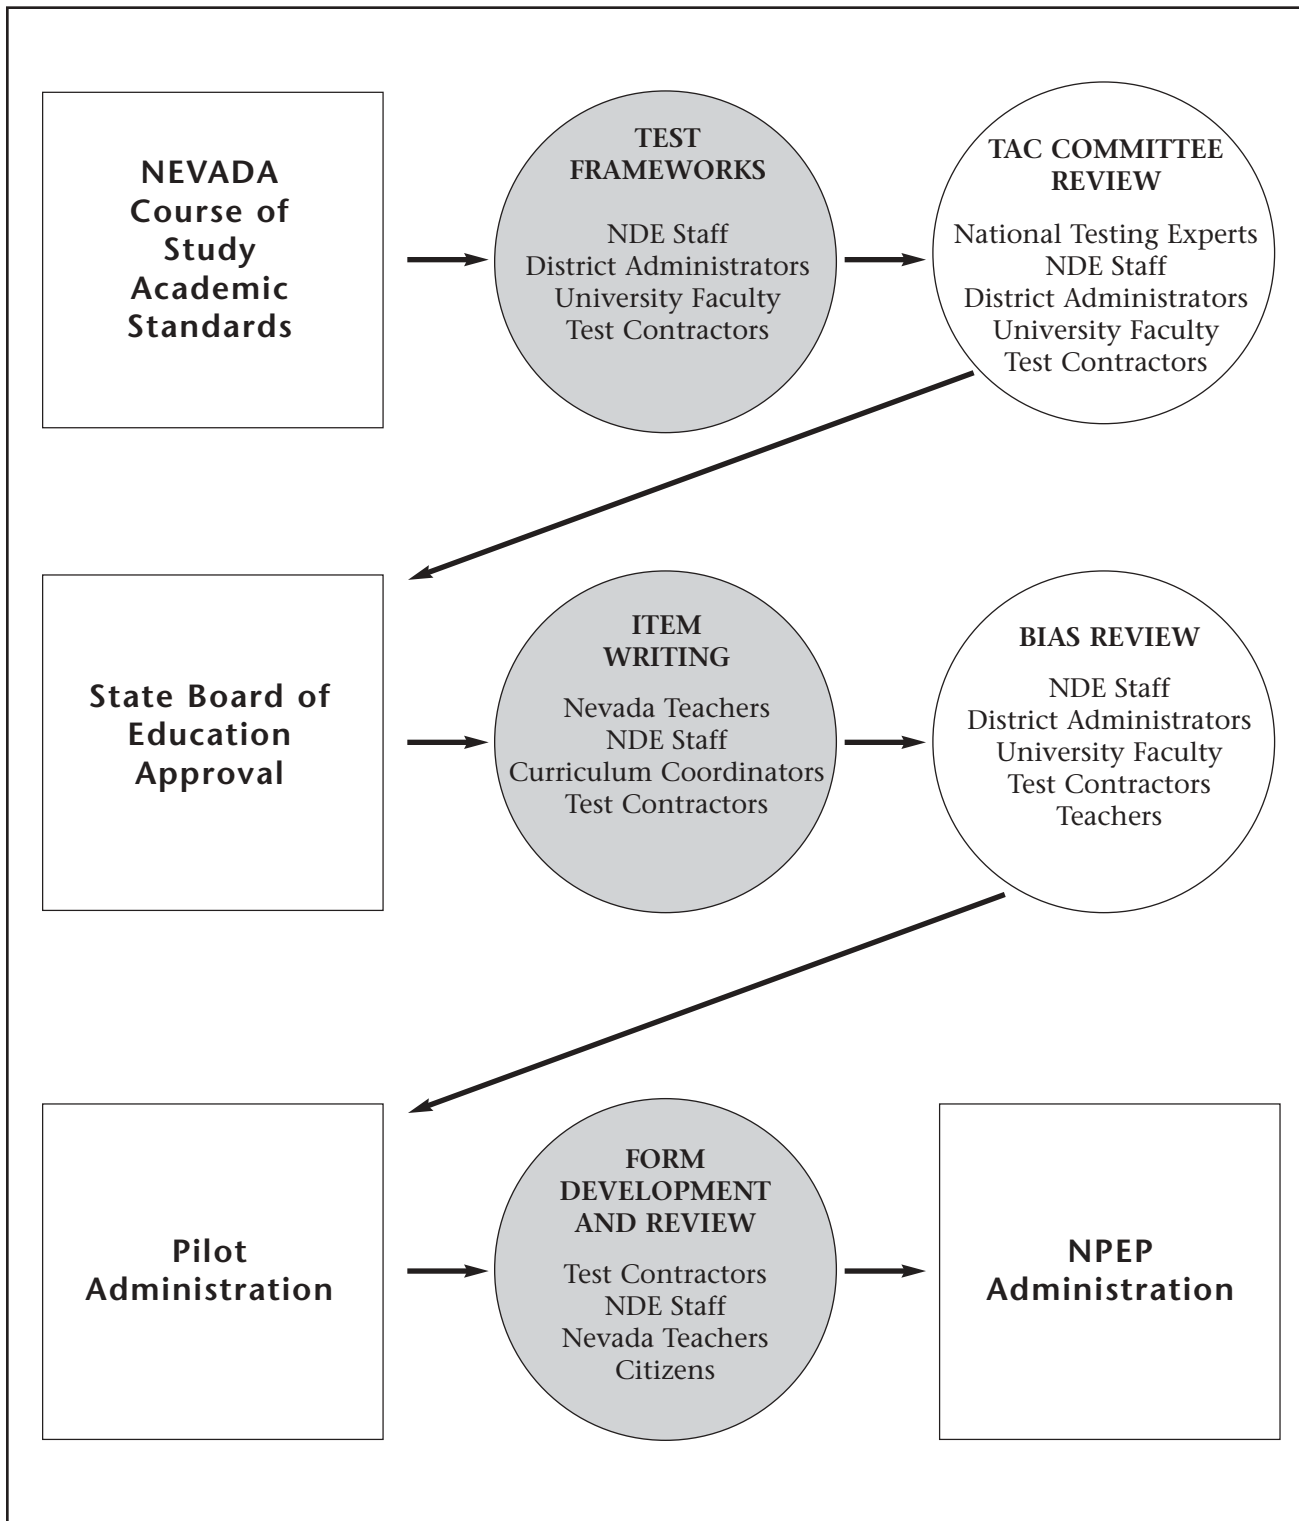 NEVADA
Course of
Study
Academic
Standards
TEST
FRAMEWORKS
NDE Staff
District Administrators
University Faculty
Test Contractors
TAC COMMITTEE
REVIEW
National Testing Experts
NDE Staff
District Administrators
University Faculty
Test Contractors
State Board of
Education
Approval
ITEM
WRITING
Nevada Teachers
NDE Staff
Curriculum Coordinators
Test Contractors
BIAS REVIEW
NDE Staff
District Administrators
University Faculty
Test Contractors
Teachers
Pilot
Administration
FORM
DEVELOPMENT
AND REVIEW
Test Contractors
NDE Staff
Nevada Teachers
Citizens
NPEP
Administration